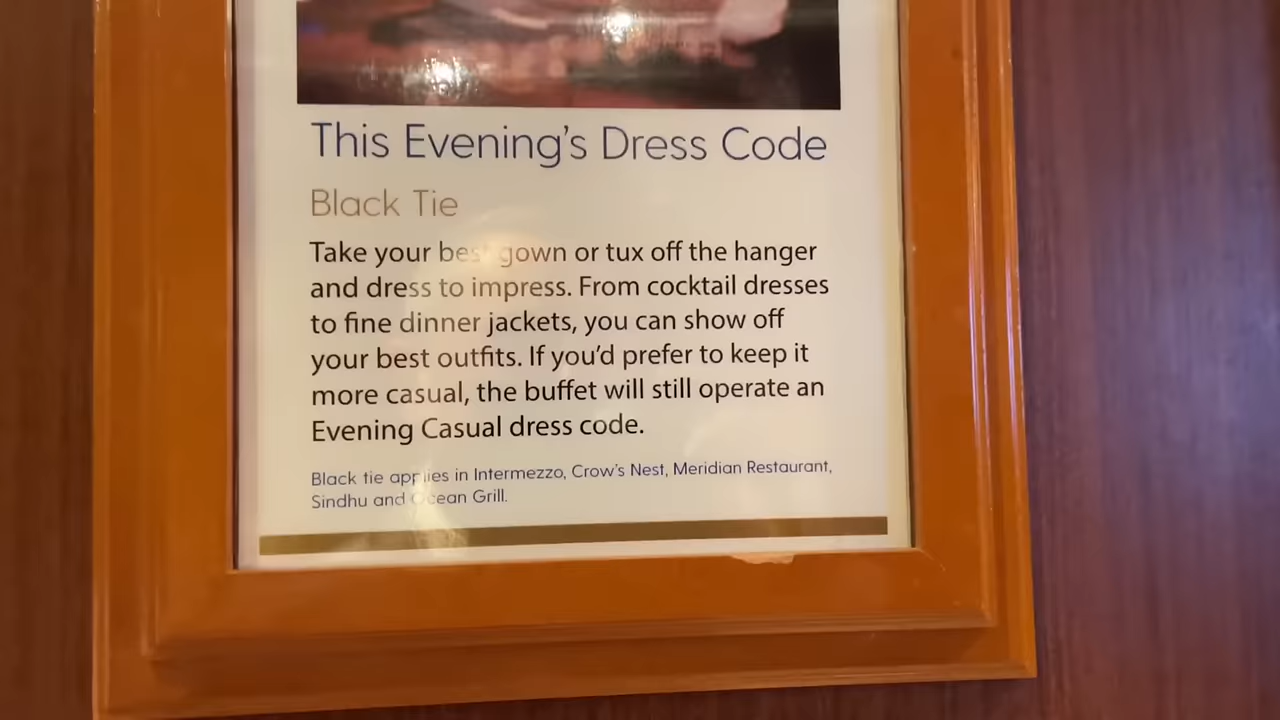 This Evening's Dress Code
Black Tie
Take your best gown or tux off the hanger
and dress to impress. From cocktail dresses
to fine dinner jackets, you can show off
your best outfits. If you'd prefer to keep it
more casual, the buffet will still operate an
Evening Casual dress code.
Black tie applies in Intermezzo, Crow's Nest, Meridian Restaurant,
Sindhu and Ocean Grill.